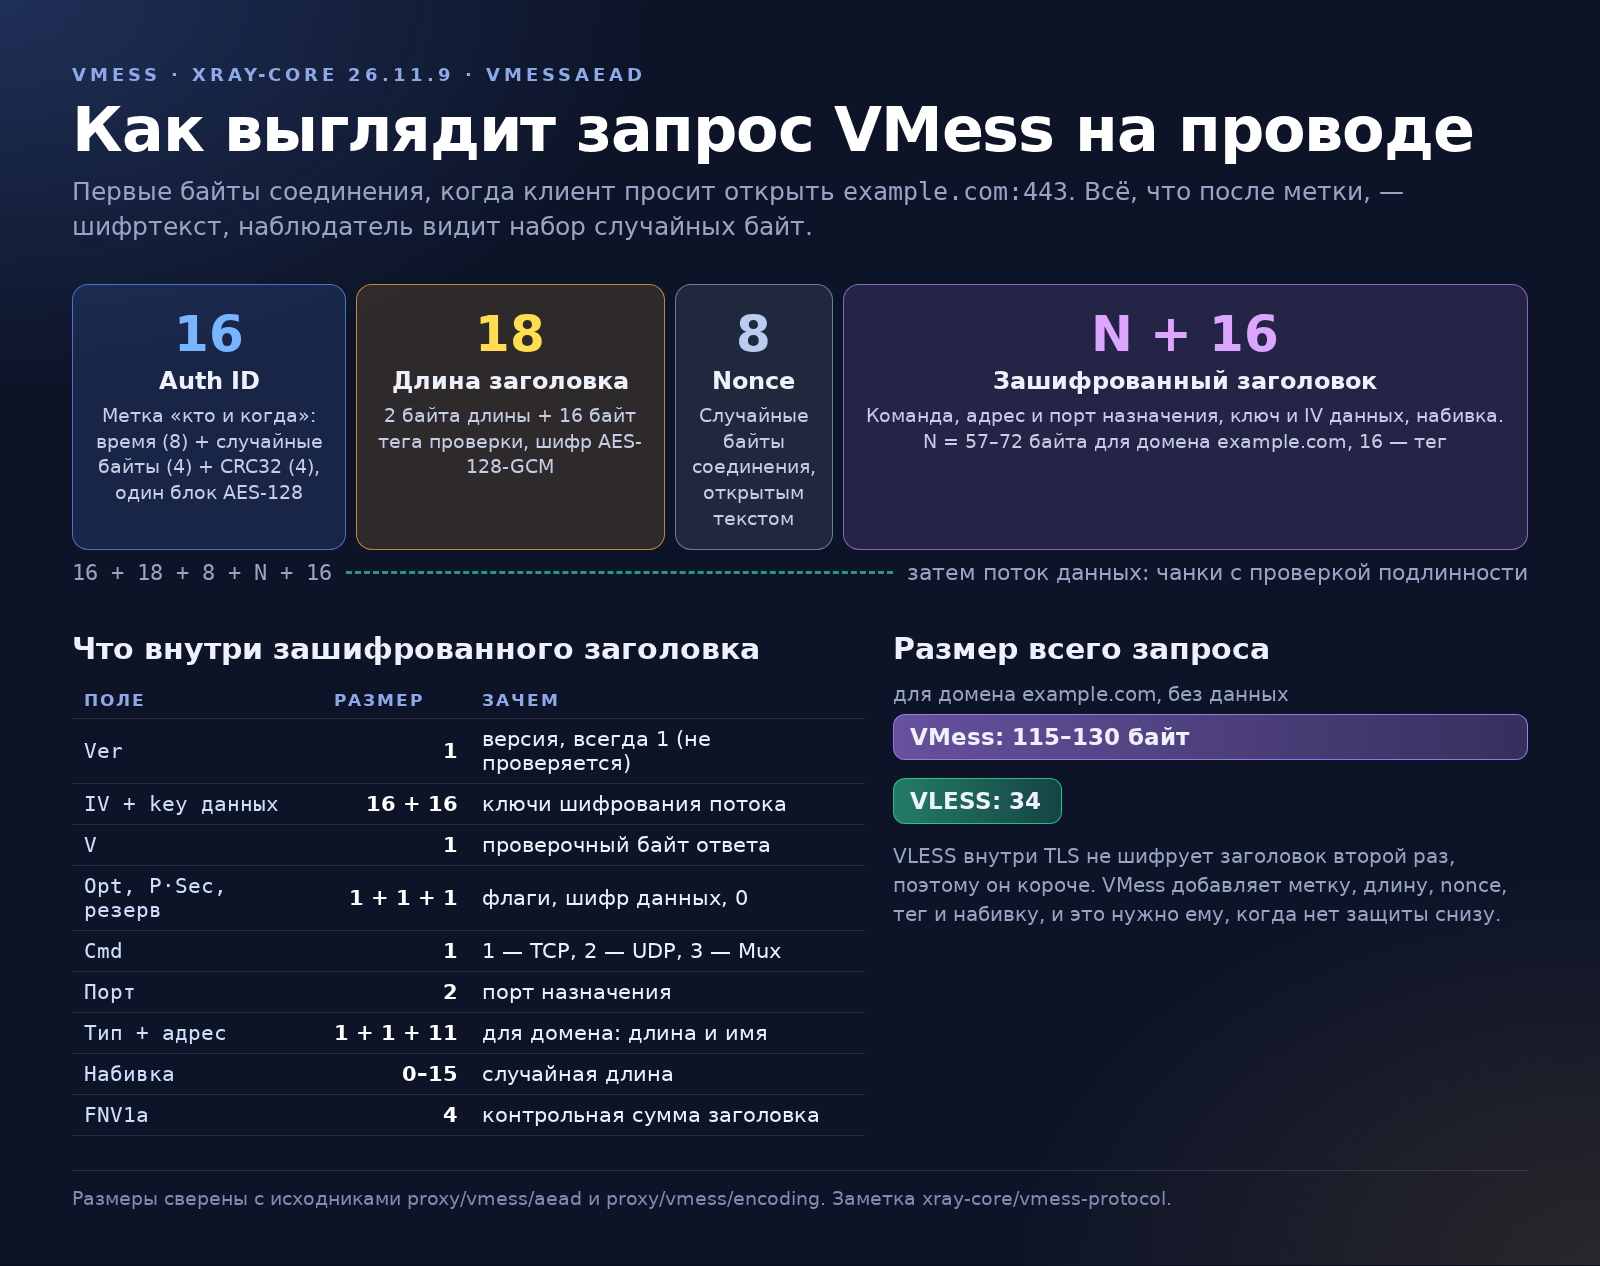 VMESS · XRAY-CORE 26.11.9 · VMESSAEAD
Как выглядит запрос VMess на проводе
Первые байты соединения, когда клиент просит открыть example.com:443. Всё, что после метки, —
шифртекст, наблюдатель видит набор случайных байт.
16
Auth ID
Метка «кто и когда»:
время (8) + случайные
байты (4) + CRC32 (4),
один блок AES-128
18
Длина заголовка
2 байта длины + 16 байт
тега проверки, шифр AES-
128-GCM
8
Nonce
Случайные
байты
соединения,
открытым
текстом
N + 16
Зашифрованный заголовок
Команда, адрес и порт назначения, ключ и IV данных, набивка.
N = 57–72 байта для домена example.com, 16 — тег
16 + 18 + 8 + N + 16
затем поток данных: чанки с проверкой подлинности
Что внутри зашифрованного заголовка
ПОЛЕ РАЗМЕР ЗАЧЕМ
Ver 1 версия, всегда 1 (не
проверяется)
IV + key данных 16 + 16 ключи шифрования потока
V 1 проверочный байт ответа
Opt, P·Sec,
резерв 1 + 1 + 1 флаги, шифр данных, 0
Cmd 1 1 — TCP, 2 — UDP, 3 — Mux
Порт 2 порт назначения
Тип + адрес 1 + 1 + 11 для домена: длина и имя
Набивка 0–15 случайная длина
FNV1a 4 контрольная сумма заголовка
Размер всего запроса
для домена example.com, без данных
VMess: 115–130 байт
VLESS: 34
VLESS внутри TLS не шифрует заголовок второй раз,
поэтому он короче. VMess добавляет метку, длину, nonce,
тег и набивку, и это нужно ему, когда нет защиты снизу.
Размеры сверены с исходниками proxy/vmess/aead и proxy/vmess/encoding. Заметка xray-core/vmess-protocol.